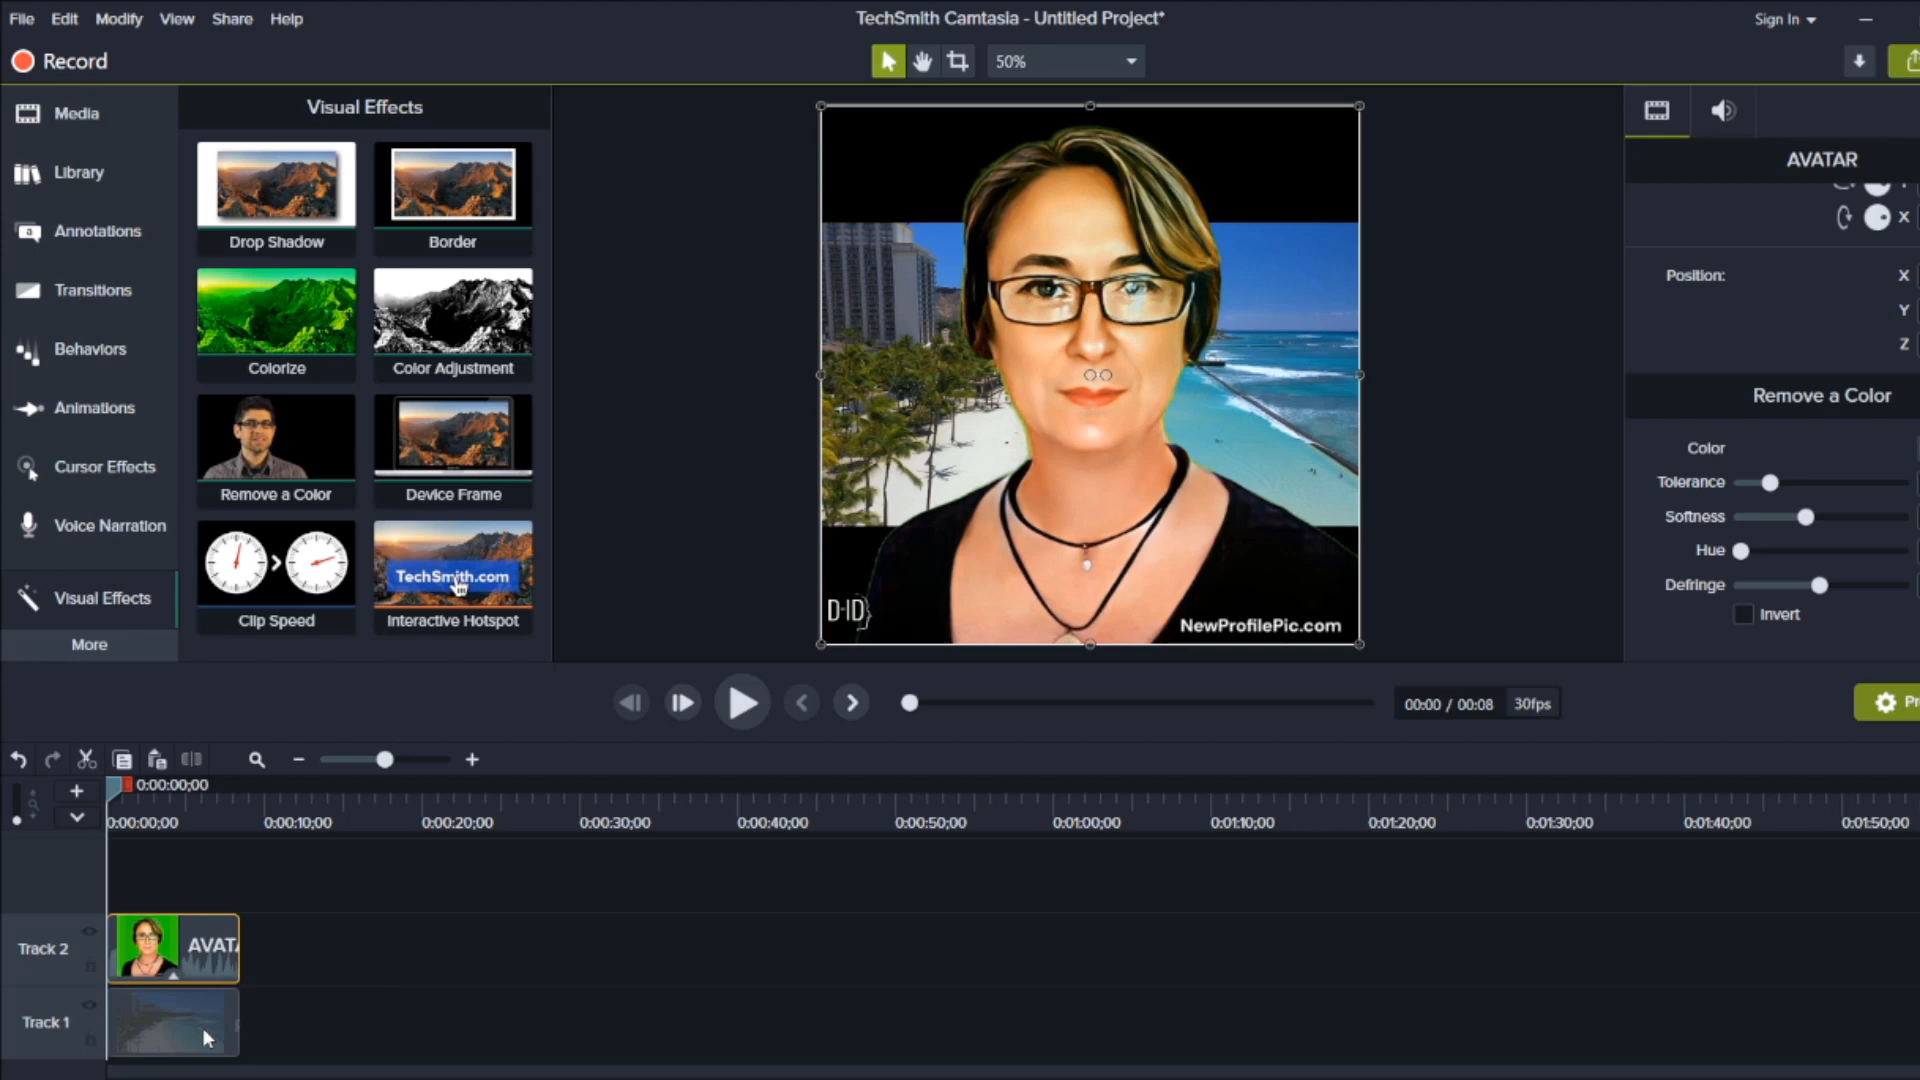 File Edit Modify View Share Help
TechSmith Camtasia - Untitled Project*
Sign In
Record
50%
Media
Library
Annotations
Transitions
Behaviors
Animations
Cursor Effects
Voice Narration
Visual Effects
More
Visual Effects
Drop Shadow
Border
Colorize
Color Adjustment
Remove a Color
Device Frame
TechSmith.com
Clip Speed
Interactive Hotspot
D-ID
NewProfilePic.com
AVATAR
X
Position:
X
Y
Z
Remove a Color
Color
Tolerance
Softness
Hue
Defringe
Invert
00:00 / 00:08
30fps
0:00:00;00
0:00:00;00
0:00:10;00
0:00:20;00
0:00:30;00
0:00:40;00
0:00:50;00
0:01:00;00
0:01:10;00
0:01:20;00
0:01:30;00
0:01:40;00
0:01:50;00
Track 2
AVATA
Track 1